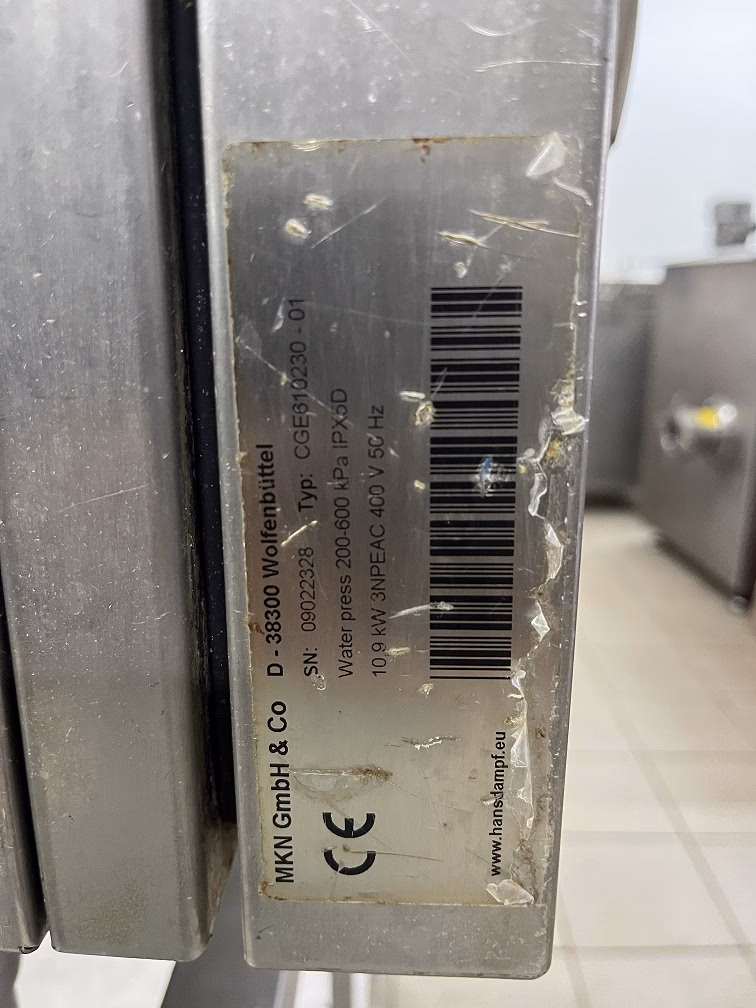 MKN GmbH & Co D - 38300 Wolfenbüttel
SN: 09022328 Typ: CGE610230 - 01
Water press 200-600 kPa IPX5D
10,9 kW 3NPEAC 400 V 50 Hz
CE
www.hansdampf.eu